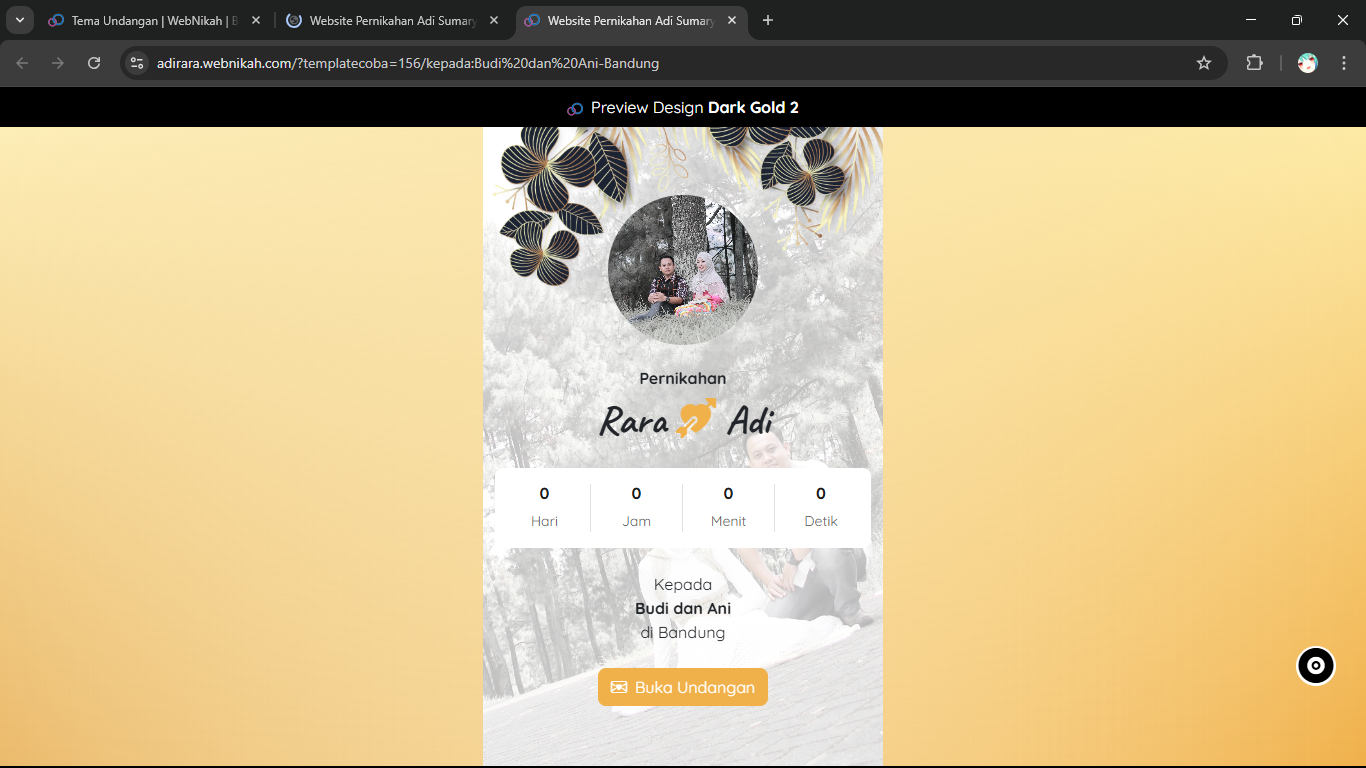 Tema Undangan | WebNikah | B
Website Pernikahan Adi Sumary
Website Pernikahan Adi Sumary
adirara.webnikah.com/?templatecoba=156/kepada:Budi%20dan%20Ani-Bandung
Preview Design Dark Gold 2
Pernikahan
Rara Adi
0 0 0 0
Hari Jam Menit Detik
Kepada
Budi dan Ani
di Bandung
Buka Undangan